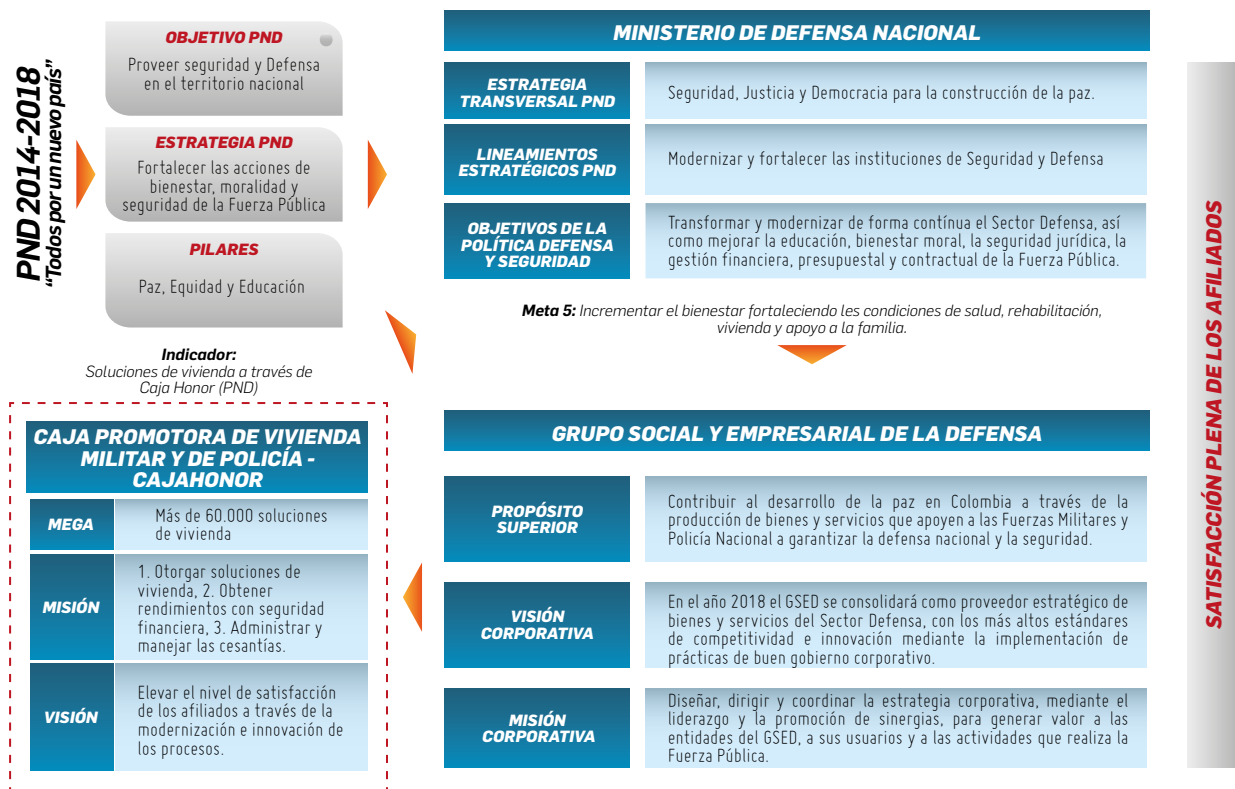 PND 2014-2018
“Todos por un nuevo país”
OBJETIVO PND
Proveer seguridad y Defensa
en el territorio nacional
ESTRATEGIA PND
Fortalecer las acciones de
bienestar, moralidad y
seguridad de la Fuerza Pública
PILARES
Paz, Equidad y Educación
MINISTERIO DE DEFENSA NACIONAL
ESTRATEGIA
TRANSVERSAL PND
Seguridad, Justicia y Democracia para la construcción de la paz.
LINEAMIENTOS
ESTRATÉGICOS PND
Modernizar y fortalecer las instituciones de Seguridad y Defensa
OBJETIVOS DE LA
POLÍTICA DEFENSA
Y SEGURIDAD
Transformar y modernizar de forma contínua el Sector Defensa, así
como mejorar la educación, bienestar moral, la seguridad jurídica, la
gestión financiera, presupuestal y contractual de la Fuerza Pública.
Meta 5: Incrementar el bienestar fortaleciendo les condiciones de salud, rehabilitación,
vivienda y apoyo a la familia.
Indicador:
Soluciones de vivienda a través de
Caja Honor (PND)
CAJA PROMOTORA DE VIVIENDA
MILITAR Y DE POLICÍA -
CAJAHONOR
MEGA
Más de 60.000 soluciones
de vivienda
MISIÓN
1. Otorgar soluciones de
vivienda, 2. Obtener
rendimientos con seguridad
financiera, 3. Administrar y
manejar las cesantías.
VISIÓN
Elevar el nivel de satisfacción
de los afiliados a través de la
modernización e innovación de
los procesos.
GRUPO SOCIAL Y EMPRESARIAL DE LA DEFENSA
PROPÓSITO
SUPERIOR
Contribuir al desarrollo de la paz en Colombia a través de la
producción de bienes y servicios que apoyen a las Fuerzas Militares y
Policía Nacional a garantizar la defensa nacional y la seguridad.
VISIÓN
CORPORATIVA
En el año 2018 el GSED se consolidará como proveedor estratégico de
bienes y servicios del Sector Defensa, con los más altos estándares
de competitividad e innovación mediante la implementación de
prácticas de buen gobierno corporativo.
MISIÓN
CORPORATIVA
Diseñar, dirigir y coordinar la estrategia corporativa, mediante el
liderazgo y la promoción de sinergias, para generar valor a las
entidades del GSED, a sus usuarios y a las actividades que realiza la
Fuerza Pública.
SATISFACCIÓN PLENA DE LOS AFILIADOS